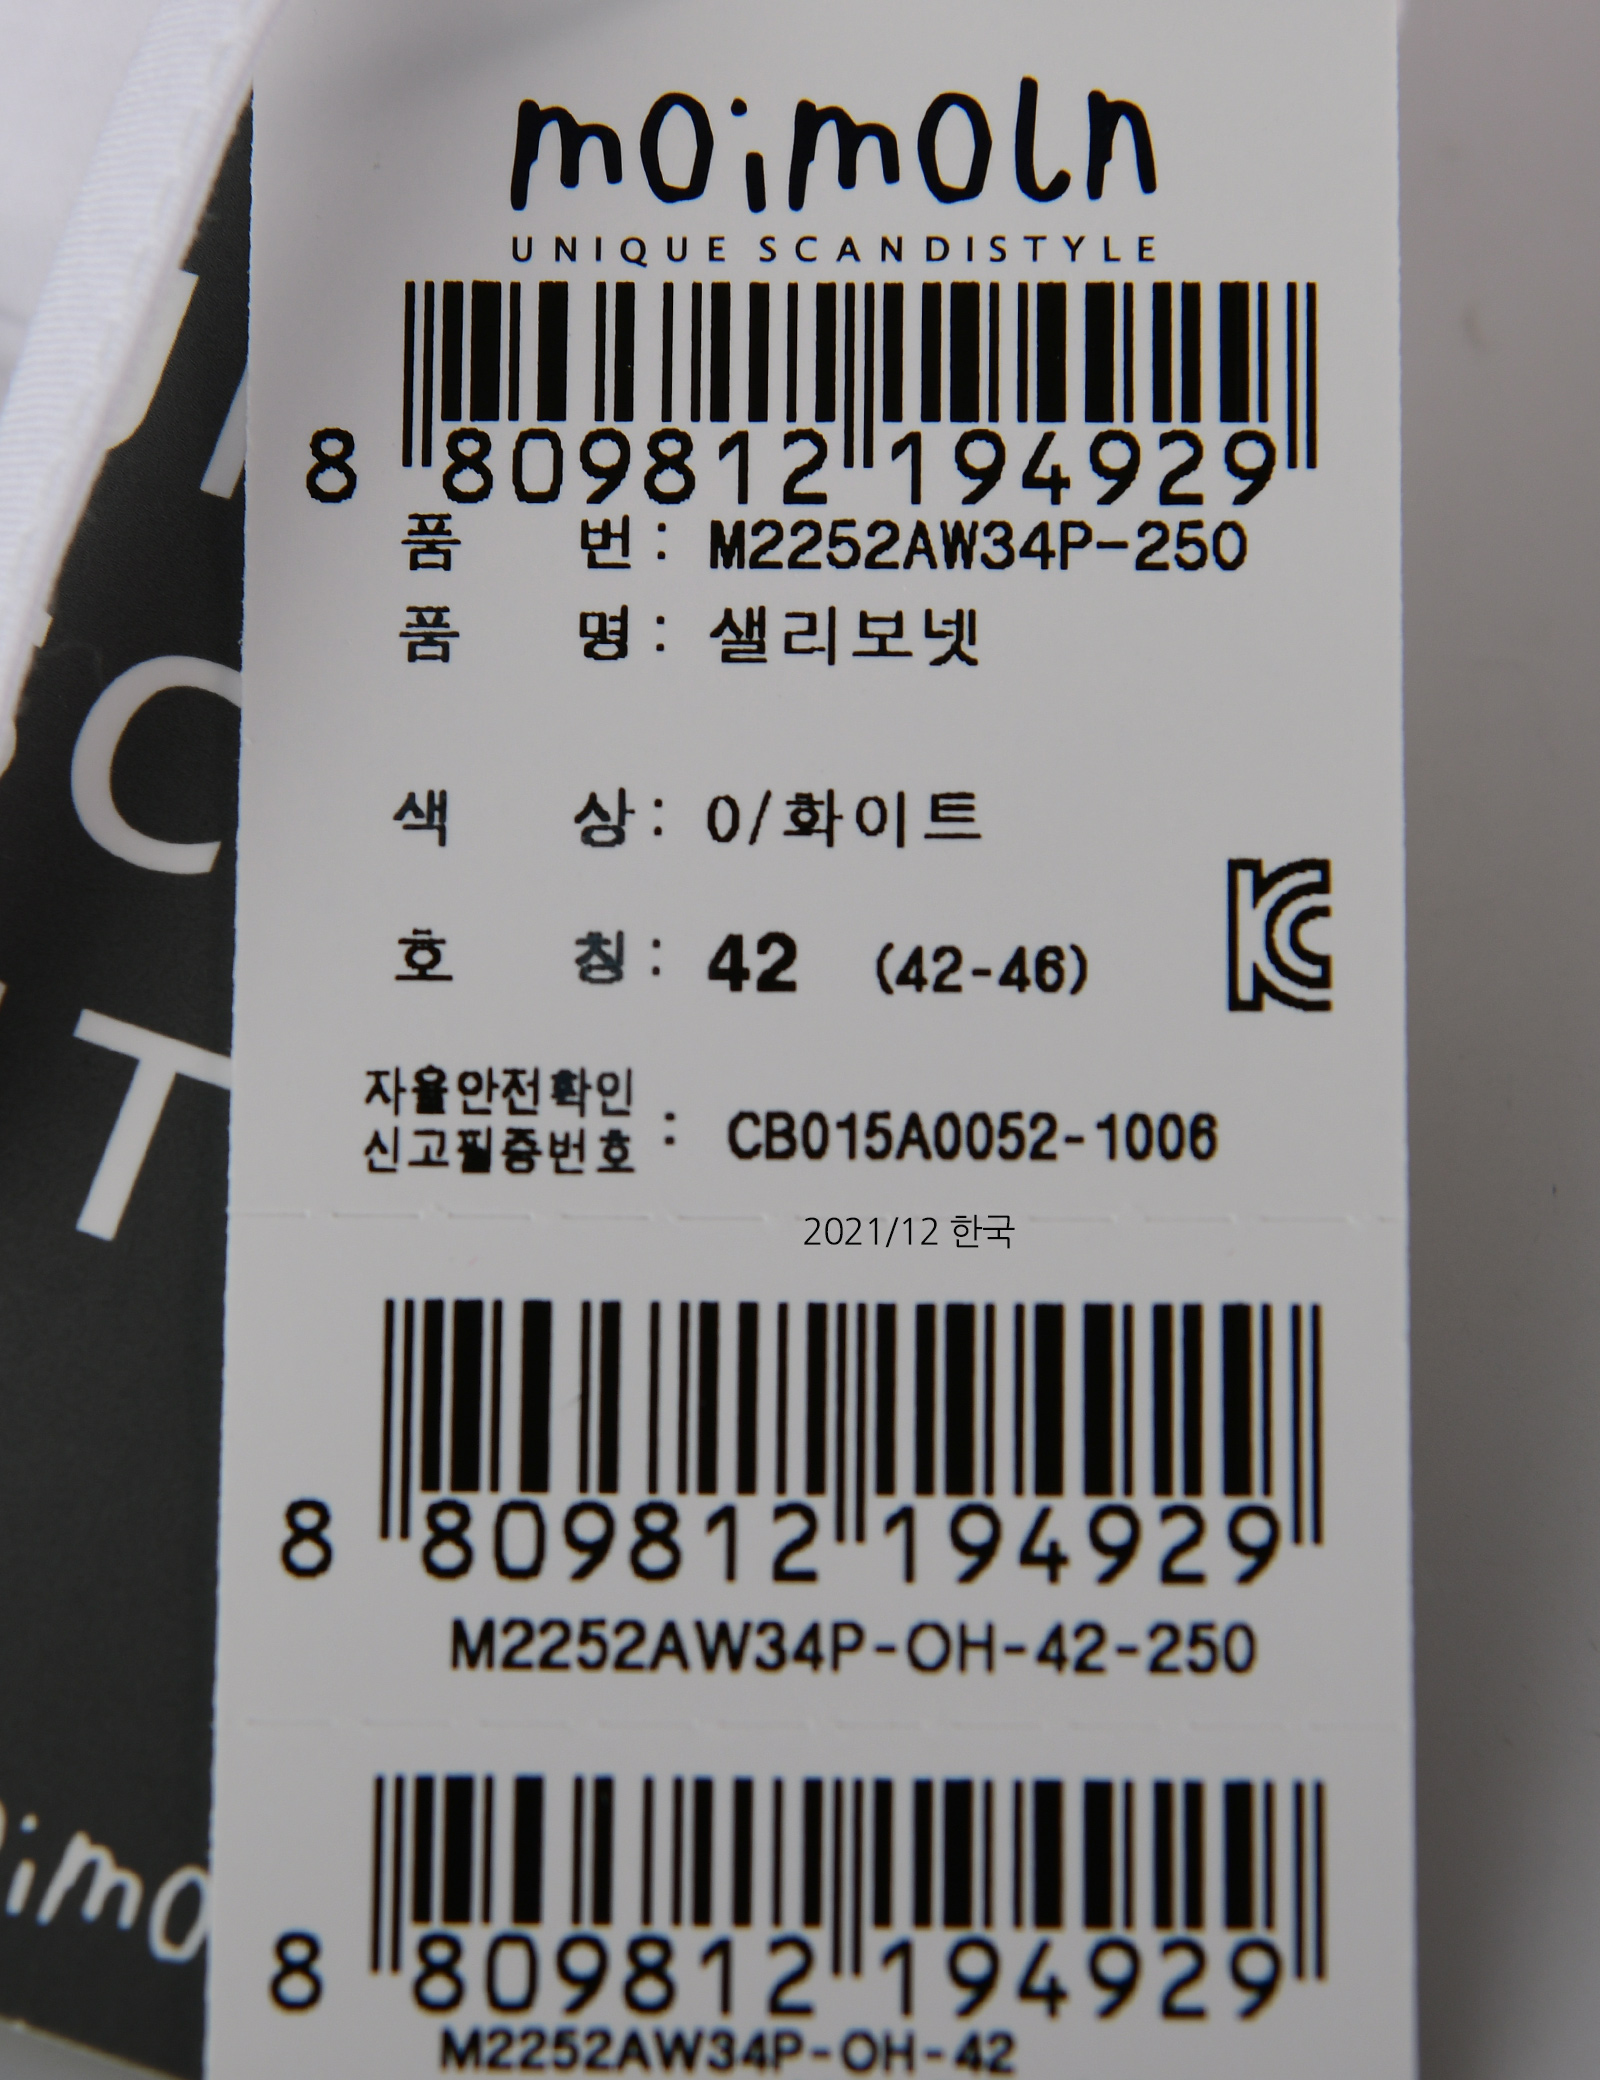 moimoln
UNIQUE SCANDISTYLE
8 809812 194929
품 번: M2252AW34P-250
품 명: 샐리보넷
색 상: 0/화이트
호 칭: 42 (42-46)
KC
자율안전확인
신고필증번호 : CB015A0052-1006
2021/12 한국
8 809812 194929
M2252AW34P-OH-42-250
8 809812 194929
M2252AW34P-OH-42